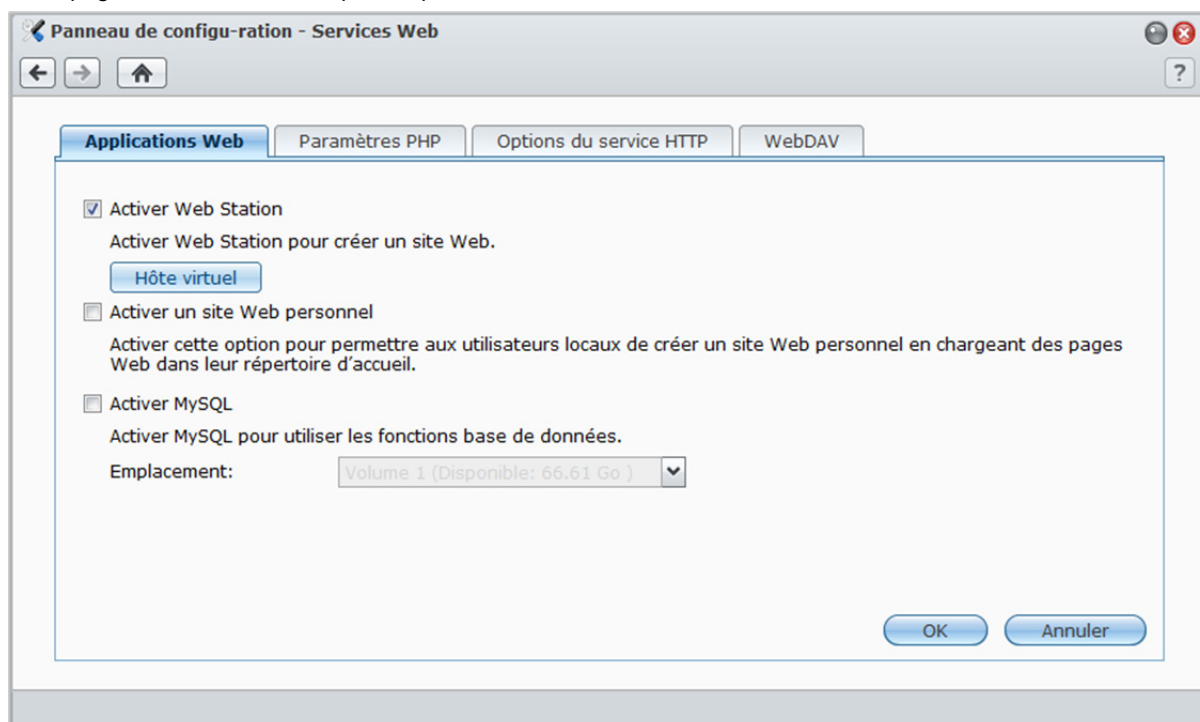 Panneau de configu-ration - Services Web
?
Applications Web
Paramètres PHP
Options du service HTTP
WebDAV
Activer Web Station
Activer Web Station pour créer un site Web.
Hôte virtuel
Activer un site Web personnel
Activer cette option pour permettre aux utilisateurs locaux de créer un site Web personnel en chargeant des pages
Web dans leur répertoire d'accueil.
Activer MySQL
Activer MySQL pour utiliser les fonctions base de données.
Emplacement:
Volume 1 (Disponible: 66.61 Go )
OK
Annuler